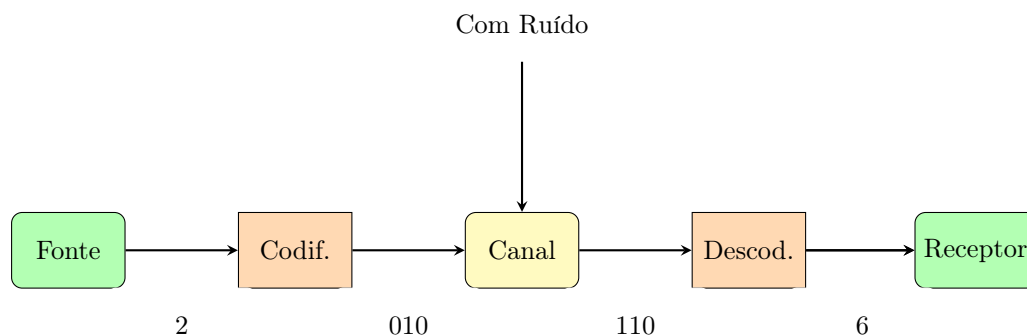 Com Ruído
Fonte
Codif.
Canal
Descod.
Receptor
2
010
110
6